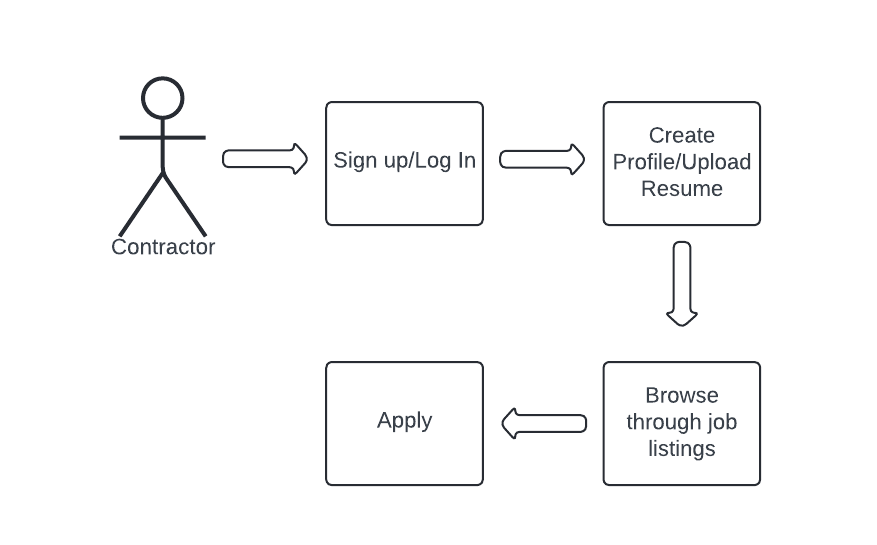 Contractor
Sign up/Log In
Create
Profile/Upload
Resume
Browse
through job
listings
Apply